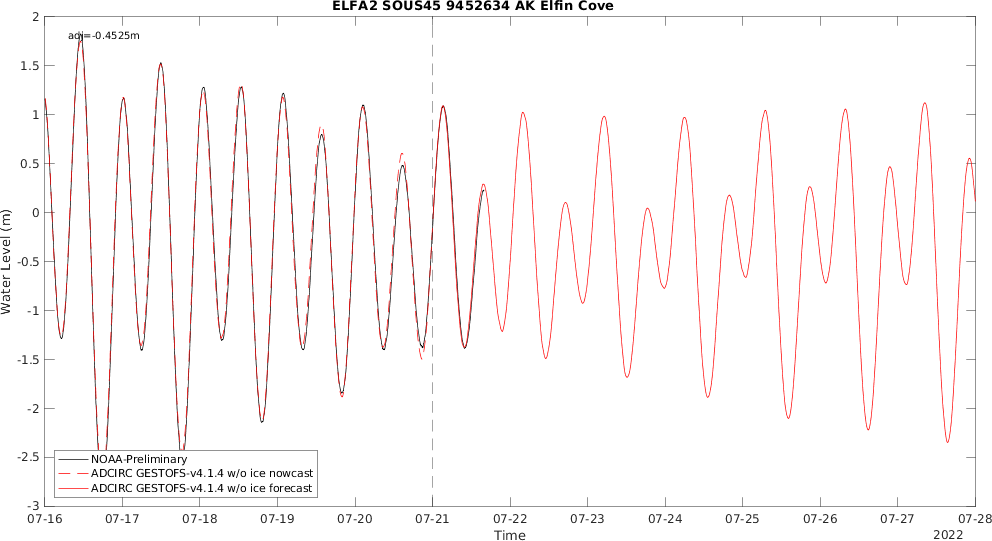 ELFA2 SOUS45 9452634 AK Elfin Cove
adj=-0.4525m
2
1.5
1
0.5
0
-0.5
-1
-1.5
-2
-2.5
-3
Water Level (m)
NOAA-Preliminary
ADCIRC GESTOFS-v4.1.4 w/o ice nowcast
ADCIRC GESTOFS-v4.1.4 w/o ice forecast
07-16 07-17 07-18 07-19 07-20 07-21 07-22 07-23 07-24 07-25 07-26 07-27 07-28
Time
2022